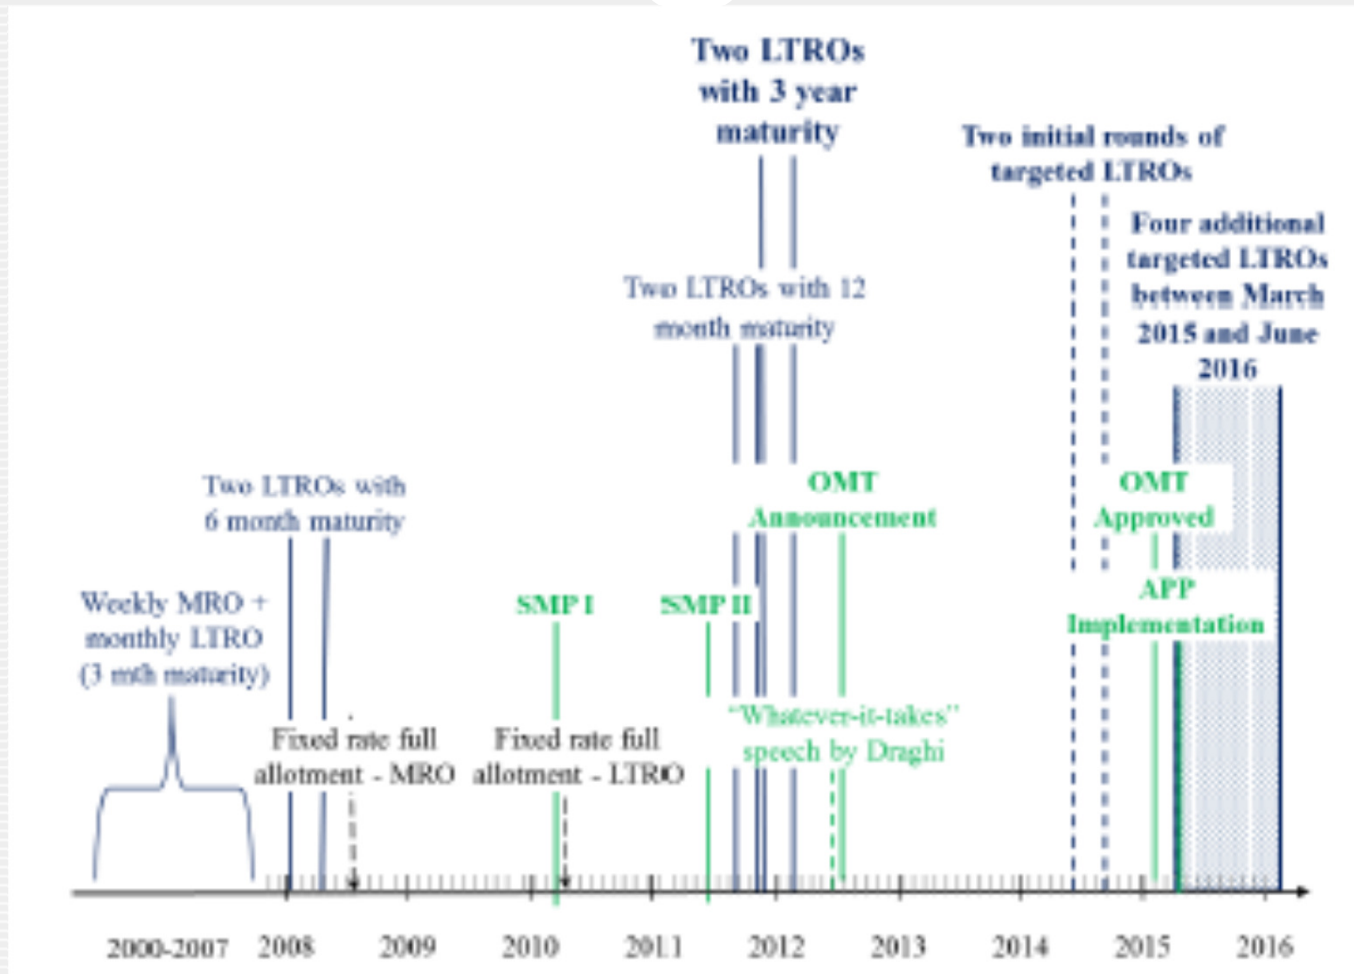 Two LTROs
with 3 year
maturity
Two initial rounds of
targeted LTROs
Four additional
targeted LTROs
between March
2015 and June
2016
Two LTROs with 12
month maturity
Two LTROs with
6 month maturity
OMT
Announcement
OMT
Approved
Weekly MRO +
monthly LTRO
(3 mth maturity)
SMP I
SMP II
APP
Implementation
Fixed rate full
allotment - MRO
Fixed rate full
allotment - LTRO
“Whatever-it-takes”
speech by Draghi
2000-2007 2008 2009 2010 2011 2012 2013 2014 2015 2016